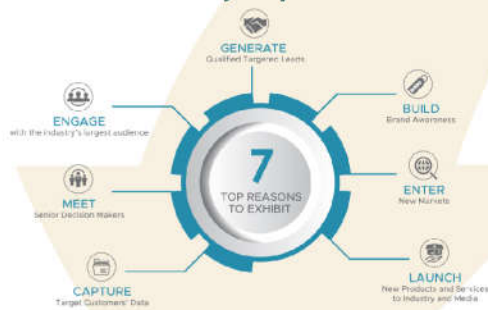 GENERATE
Qualified Targered Leads
BUILD
Brand Awareness
ENTER
New Markets
LAUNCH
New Products and Services
to Industry and Media
CAPTURE
Target Customers' Data
MEET
Senior Decision Makers
ENGAGE
with the industry's largest audience
7
TOP REASONS
TO EXHIBIT